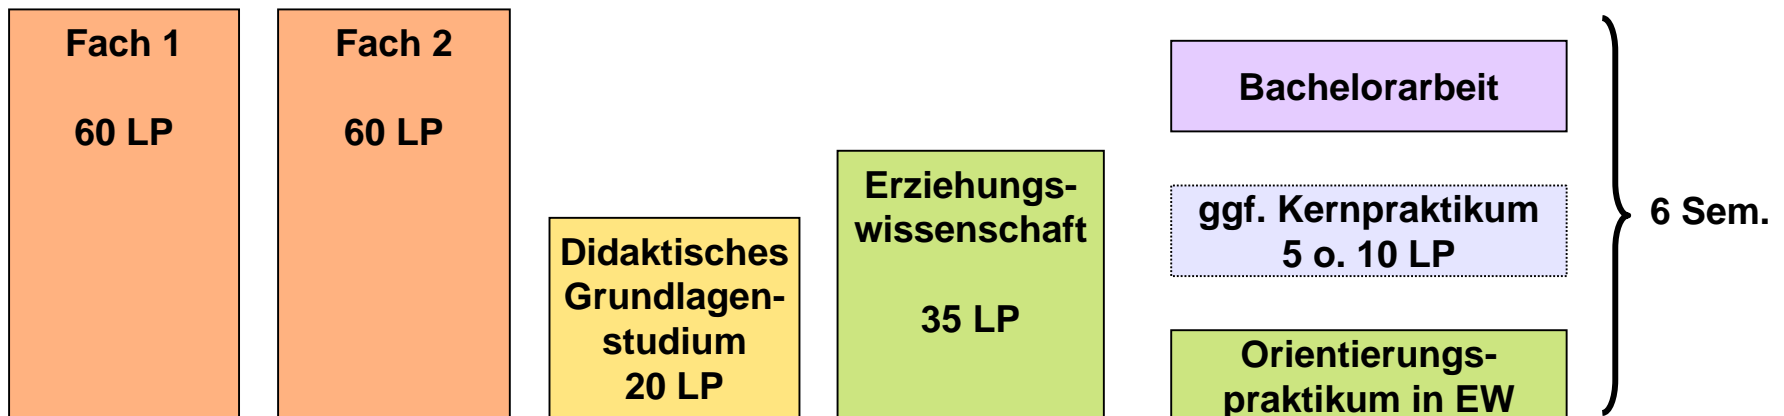 Fach 1
60 LP
Fach 2
60 LP
Didaktisches
Grundlagen-
studium
20 LP
Erziehungs-
wissenschaft
35 LP
Bachelorarbeit
ggf. Kernpraktikum
5 o. 10 LP
Orientierungs-
praktikum in EW
6 Sem.